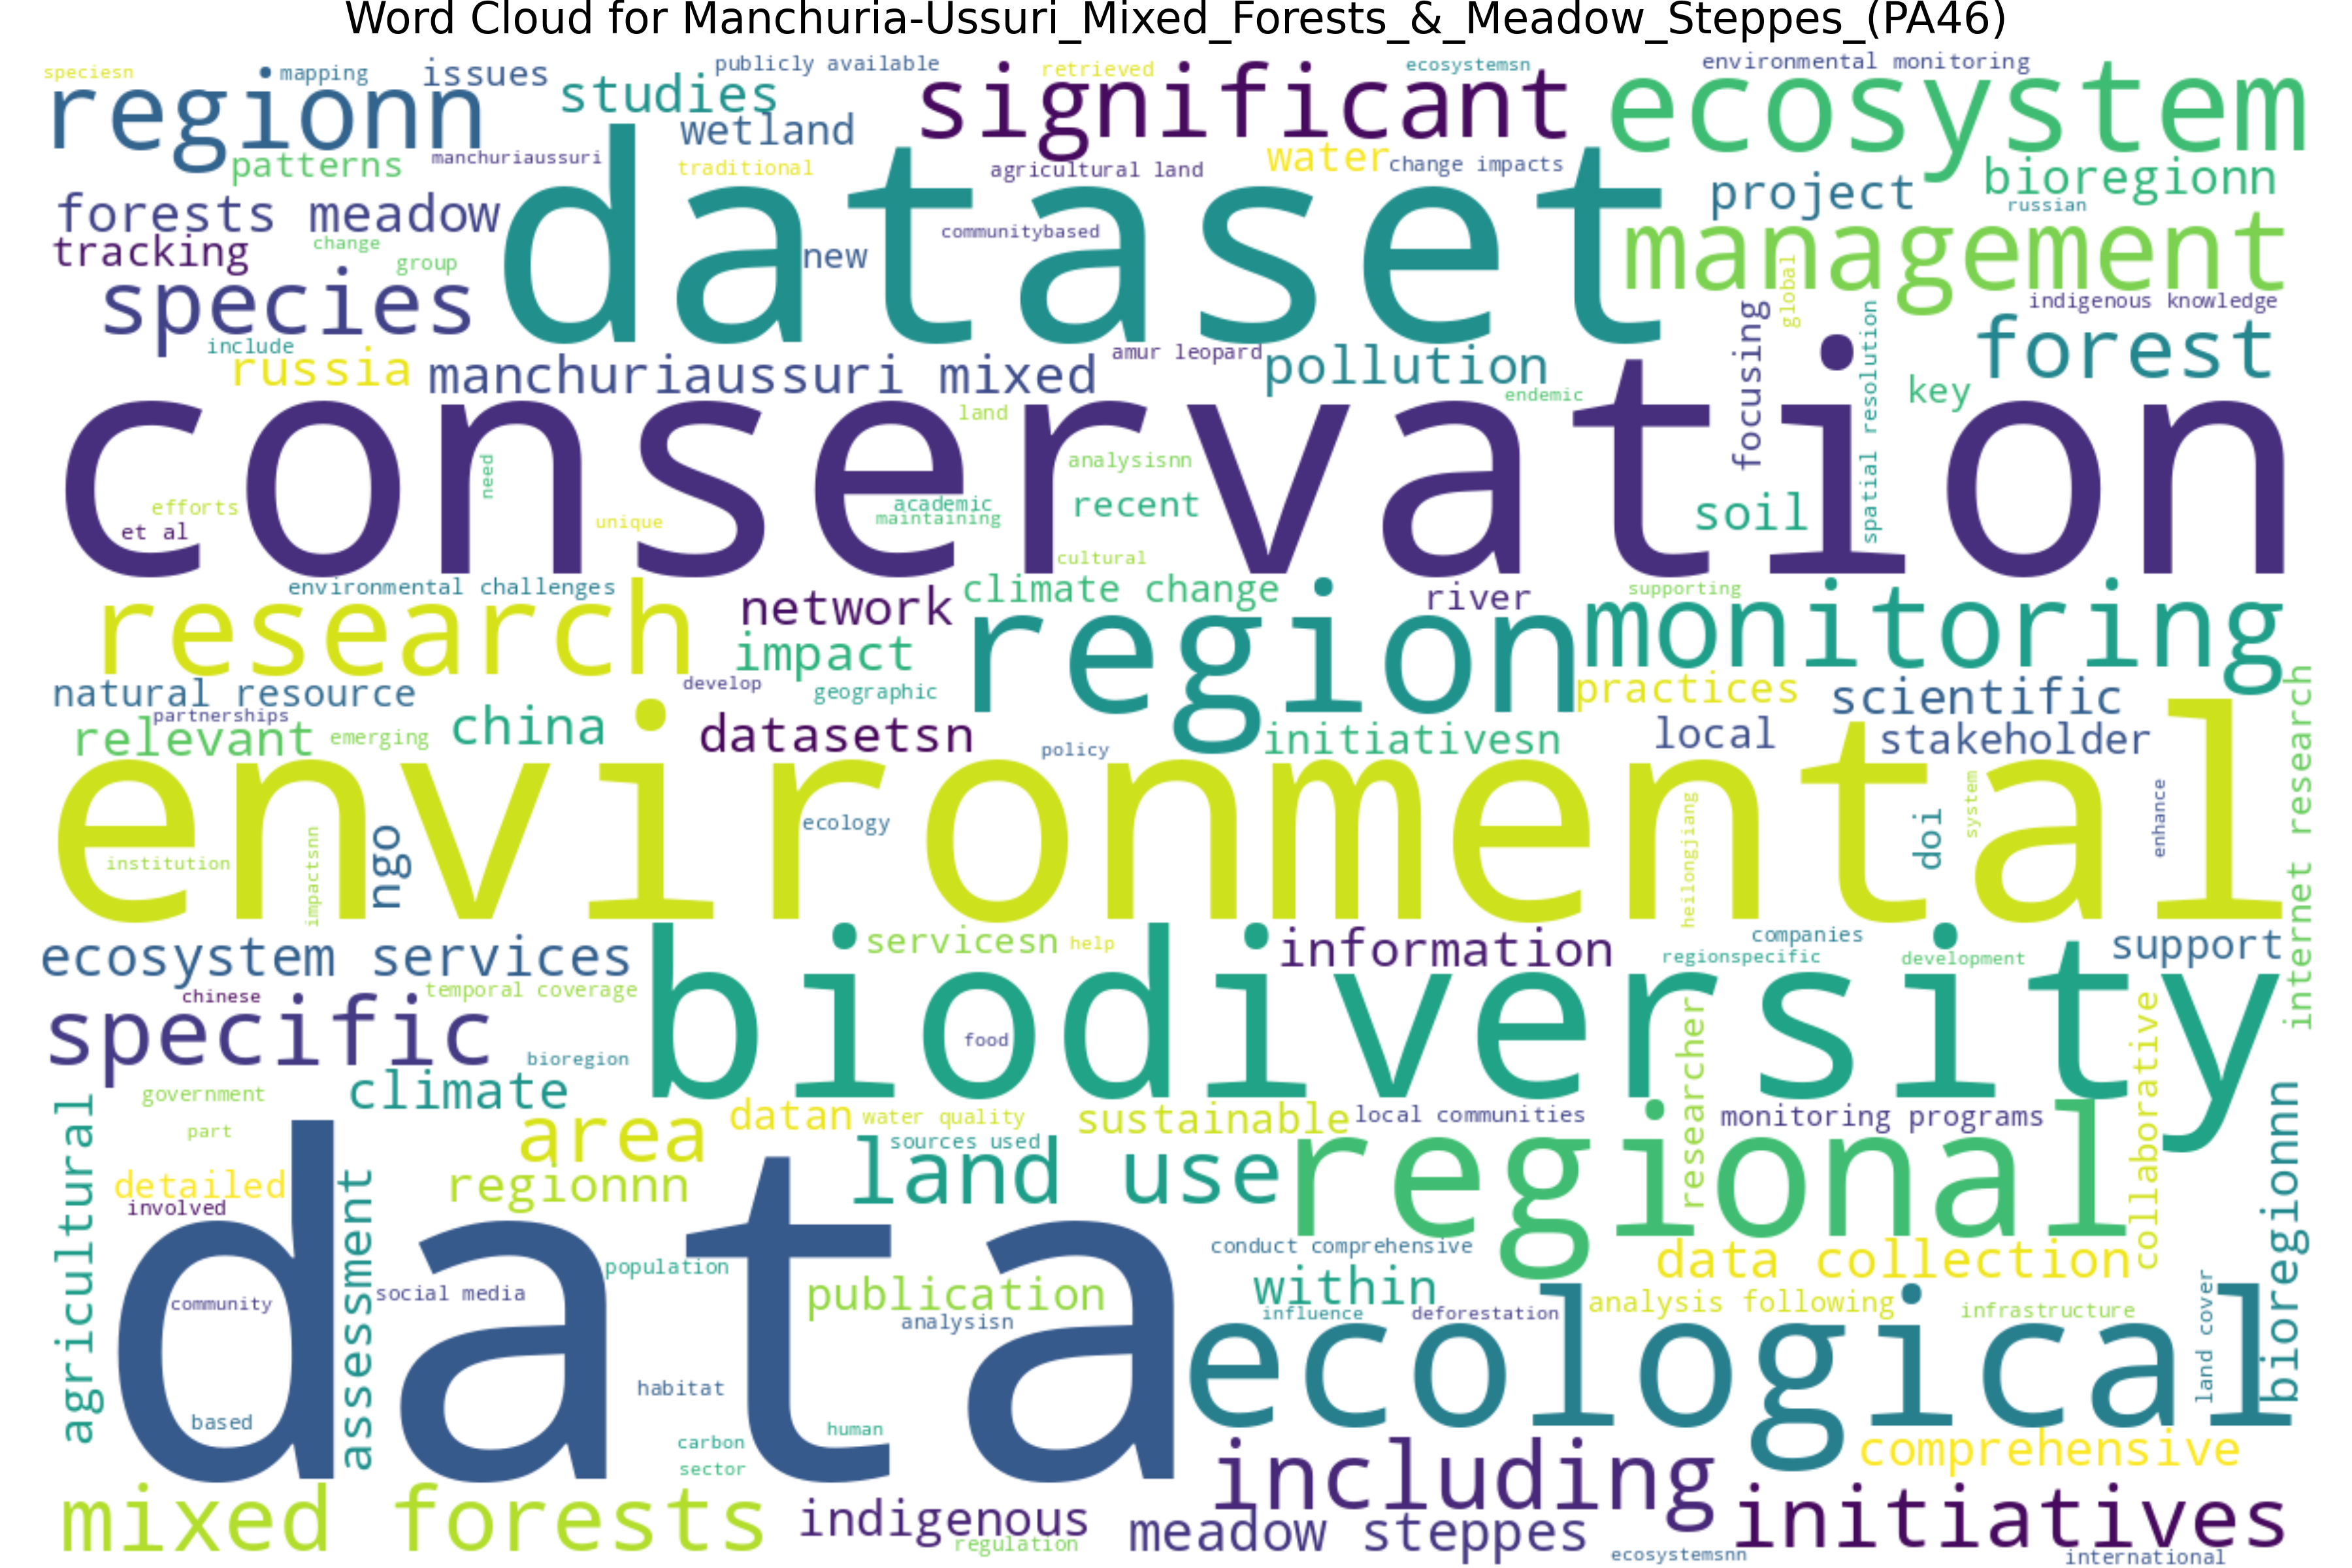 Word Cloud for Manchuria-Ussuri_Mixed_Forests_&_Meadow_Steppes_(PA46)
speciesn
mapping
issues
publicly available
retrieved
ecosystemsn
environmental monitoring
regionn
studies
significant
ecosystem
wetland
patterns
manchuriaussuri
traditional
agricultural land
water
change impacts
bioregionn
project
russian
forests meadow
dataset
communitybased
management
tracking
change
group
new
global
species
indigenous knowledge
include
russia
manchuriaussuri mixed
amur leopard
pollution
focusing
spatial resolution
forest
key
endemic
land
conservation
need
analysisnn
efforts
et al
unique
academic
maintaining
recent
soil
cultural
environmental challenges
research
network
climate change
river
supporting
monitoring
impact
region
natural resource
develop
geographic
practices
scientific
partnerships
relevant
emerging
china
datasetsn
policy
initiativesn
local
stakeholder
internet research
environmental
ecology
institution
impactsnn
ngo
heilongjiang
doi
system
enhance
ecosystem services
servicesn
help
information
companies
regionspecific
development
support
chinese
temporal coverage
biodiversity
specific
bioregion
food
researcher
collaborative
government
climate
part
area
datan
water quality
sustainable
local communities
monitoring programs
agricultural
sources used
land use
regional
bioregionnn
detailed
involved
regionnn
assessment
data
conduct comprehensive
data collection
population
community
social media
publication
within
influence
deforestation
analysis following
infrastructure
land cover
analysisn
ecological
habitat
based
human
carbon
sector
including
comprehensive
mixed forests
indigenous
regulation
meadow steppes
initiatives
ecosystemsnn
international